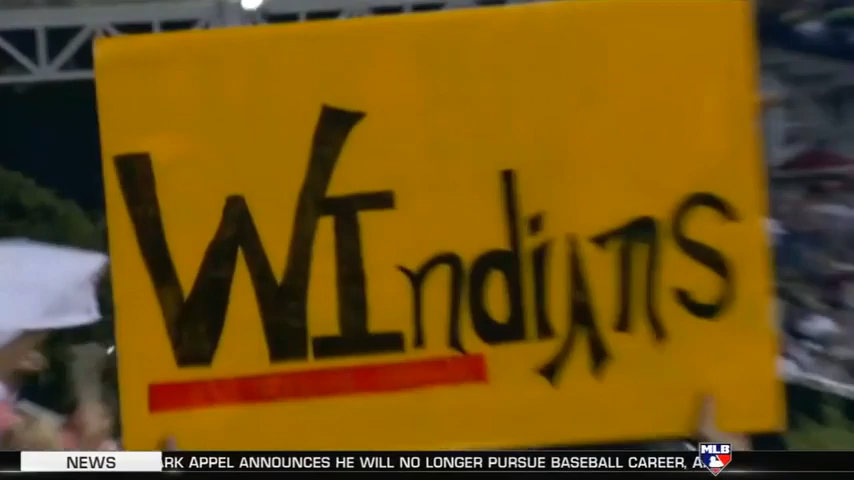 WIndiAns
NEWS
ARK APPEL ANNOUNCES HE WILL NO LONGER PURSUE BASEBALL CAREER, A
MLB